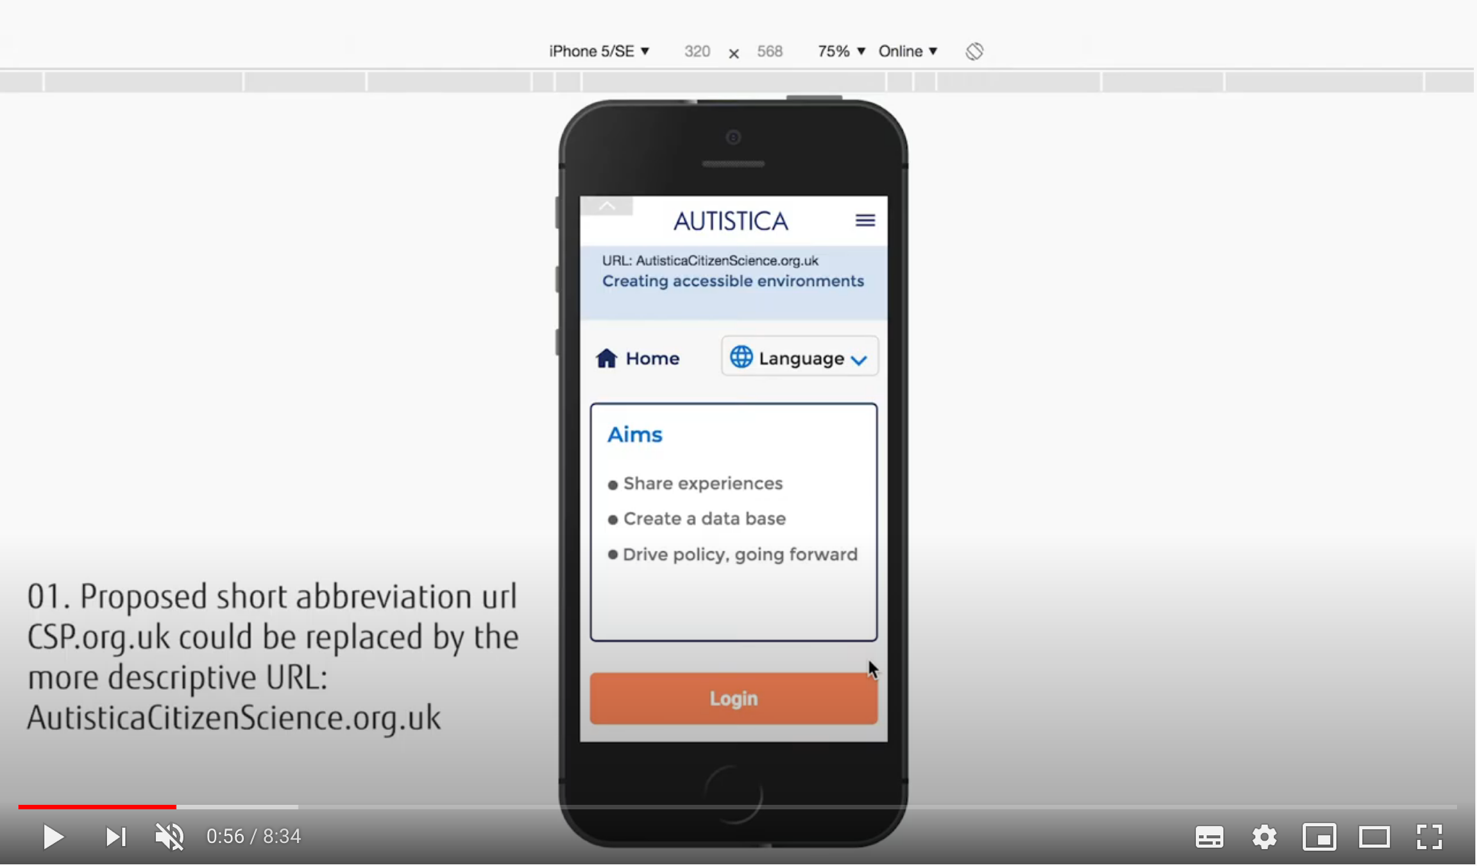 iPhone 5/SE ▼ 320 × 568 75% ▼ Online ▼
AUTISTICA
URL: AutisticaCitizenScience.org.uk
Creating accessible environments
Home
Language
Aims
● Share experiences
● Create a data base
● Drive policy, going forward
Login
01. Proposed short abbreviation url
CSP.org.uk could be replaced by the
more descriptive URL:
AutisticaCitizenScience.org.uk
0:56 / 8:34